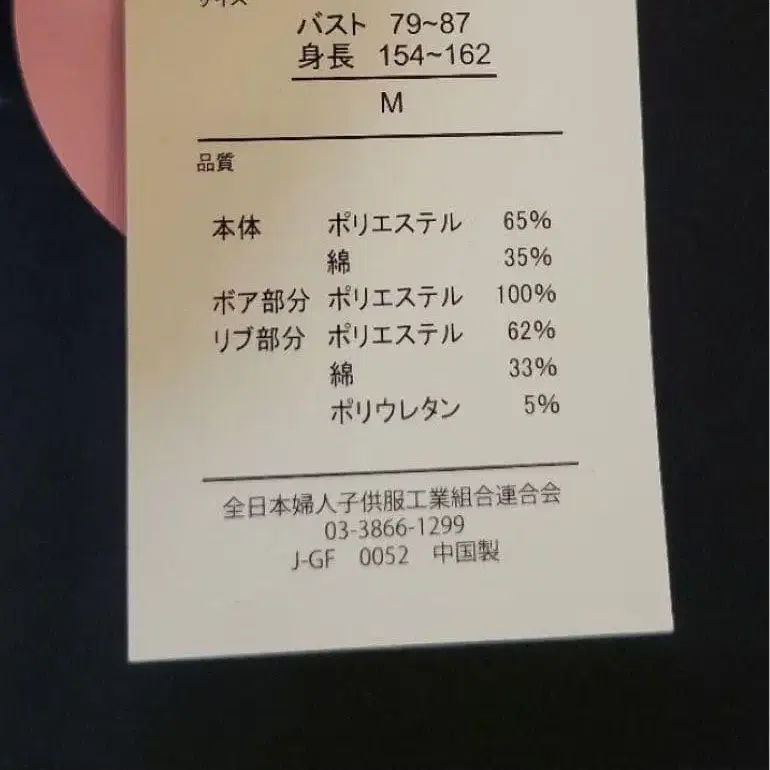 サイズ
バスト 79~87
身長 154~162
M
品質
本体 ポリエステル 65%
綿 35%
ボア部分 ポリエステル 100%
リブ部分 ポリエステル 62%
綿 33%
ポリウレタン 5%
全日本婦人子供服工業組合連合会
03-3866-1299
J-GF 0052 中国製